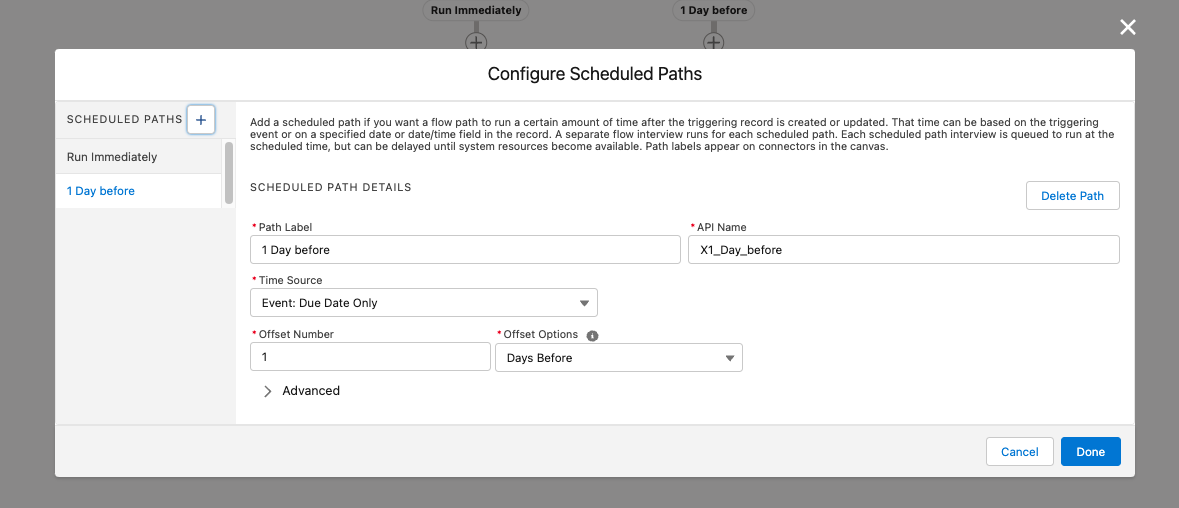 Run Immediately
1 Day before
Configure Scheduled Paths
SCHEDULED PATHS
Run Immediately
1 Day before
Add a scheduled path if you want a flow path to run a certain amount of time after the triggering record is created or updated. That time can be based on the triggering
event or on a specified date or date/time field in the record. A separate flow interview runs for each scheduled path. Each scheduled path interview is queued to run at the
scheduled time, but can be delayed until system resources become available. Path labels appear on connectors in the canvas.
SCHEDULED PATH DETAILS
Delete Path
* Path Label
* API Name
1 Day before
X1_Day_before
* Time Source
Event: Due Date Only
* Offset Number
* Offset Options
1
Days Before
Advanced
Cancel
Done